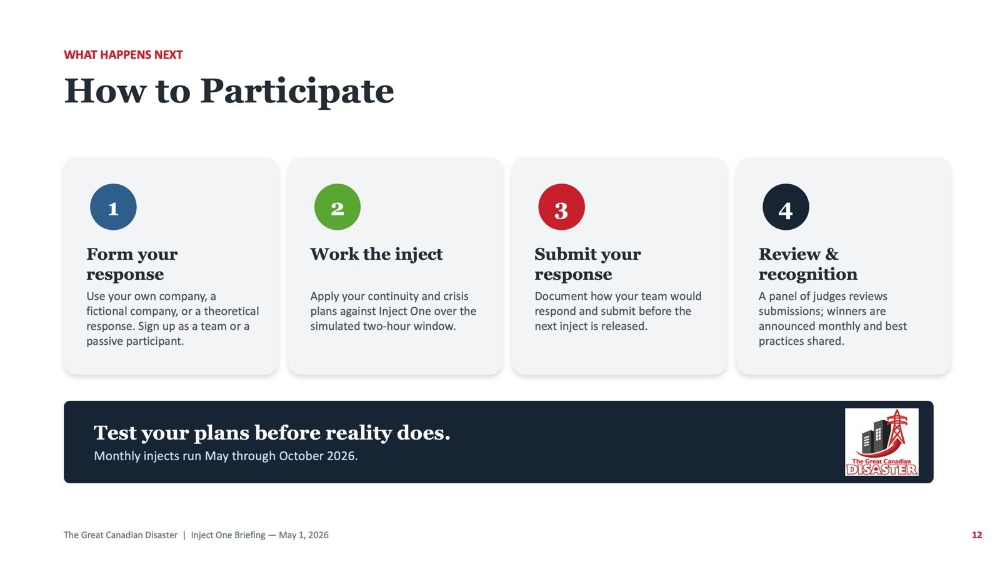 WHAT HAPPENS NEXT
How to Participate
1
Form your
response
Use your own company, a
fictional company, or a theoretical
response. Sign up as a team or a
passive participant.
2
Work the inject
Apply your continuity and crisis
plans against Inject One over the
simulated two-hour window.
3
Submit your
response
Document how your team would
respond and submit before the
next inject is released.
4
Review &
recognition
A panel of judges reviews
submissions; winners are
announced monthly and best
practices shared.
Test your plans before reality does.
Monthly injects run May through October 2026.
The Great Canadian
DISASTER
The Great Canadian Disaster | Inject One Briefing — May 1, 2026
12